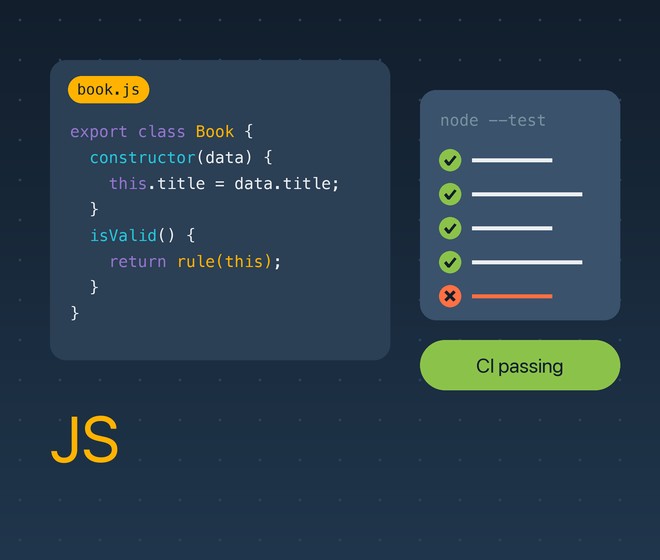 book.js
export class Book {
  constructor(data) {
    this.title = data.title;
  }
  isValid() {
    return rule(this);
  }
}
node --test
CI passing
JS